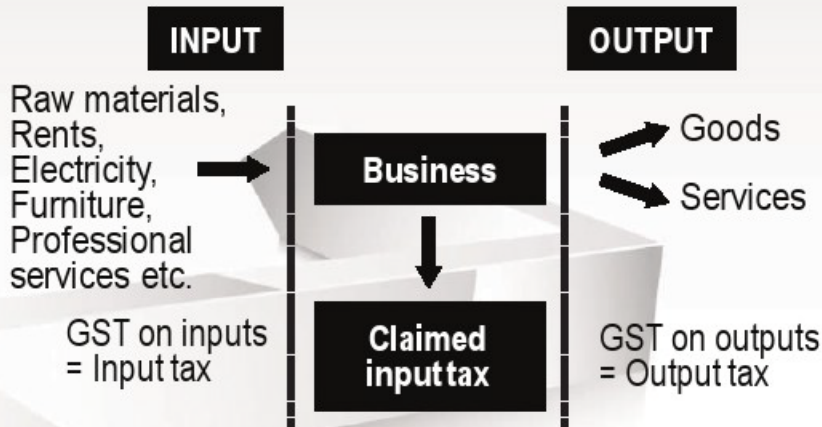 INPUT
OUTPUT
Raw materials,
Rents,
Electricity,
Furniture,
Professional
services etc.
Business
Goods
Services
GST on inputs
= Input tax
Claimed
input tax
GST on outputs
= Output tax